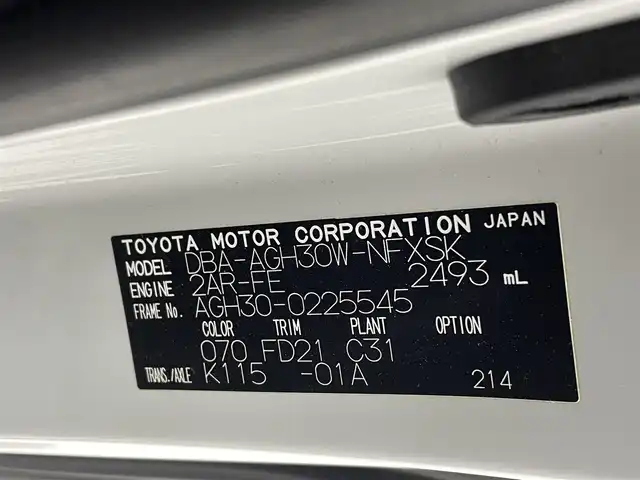 TOYOTA MOTOR CORPORATION JAPAN
MODEL DBA-AGH30W-NFXSK
ENGINE 2AR-FE 2493 mL
FRAME No. AGH30-0225545
COLOR TRIM PLANT OPTION
070 FD21 C31
TRANS./AXLE K115 -01A 214